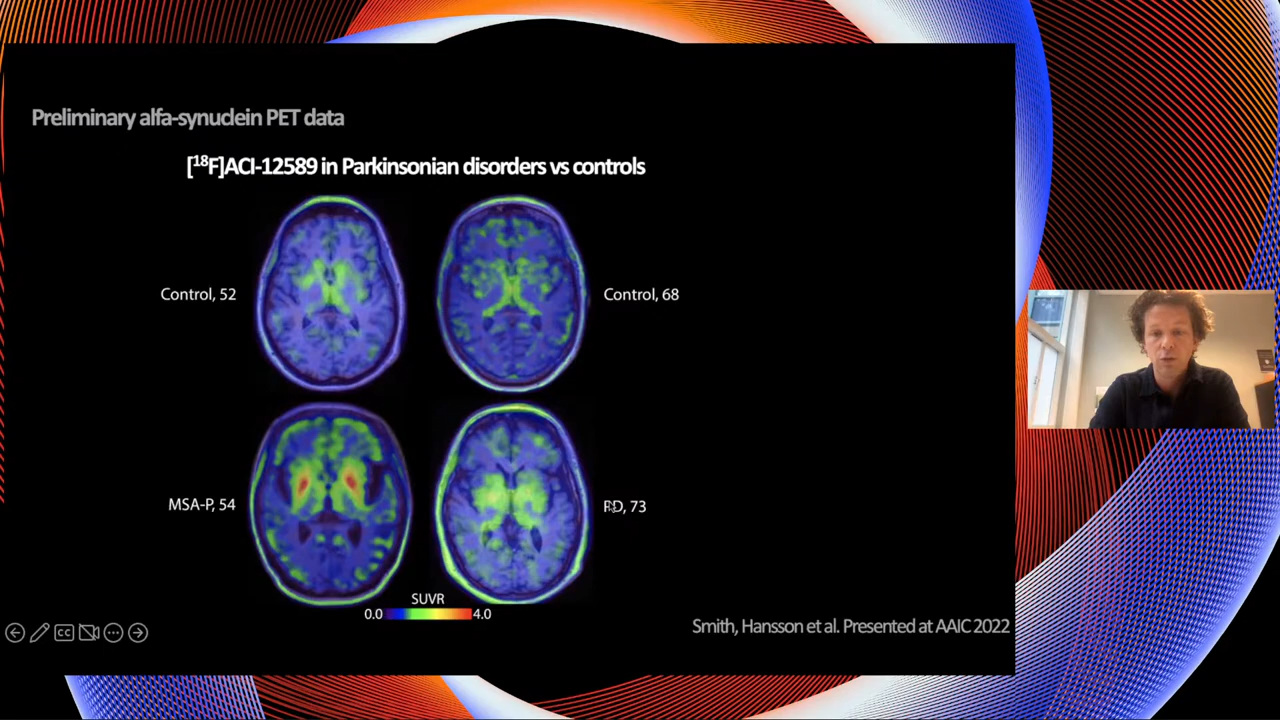 Preliminary alfa-synuclein PET data
[¹⁸F]ACI-12589 in Parkinsonian disorders vs controls
Control, 52
Control, 68
MSA-P, 54
PD, 73
SUVR
0.0
4.0
Smith, Hansson et al. Presented at AAIC 2022
CC